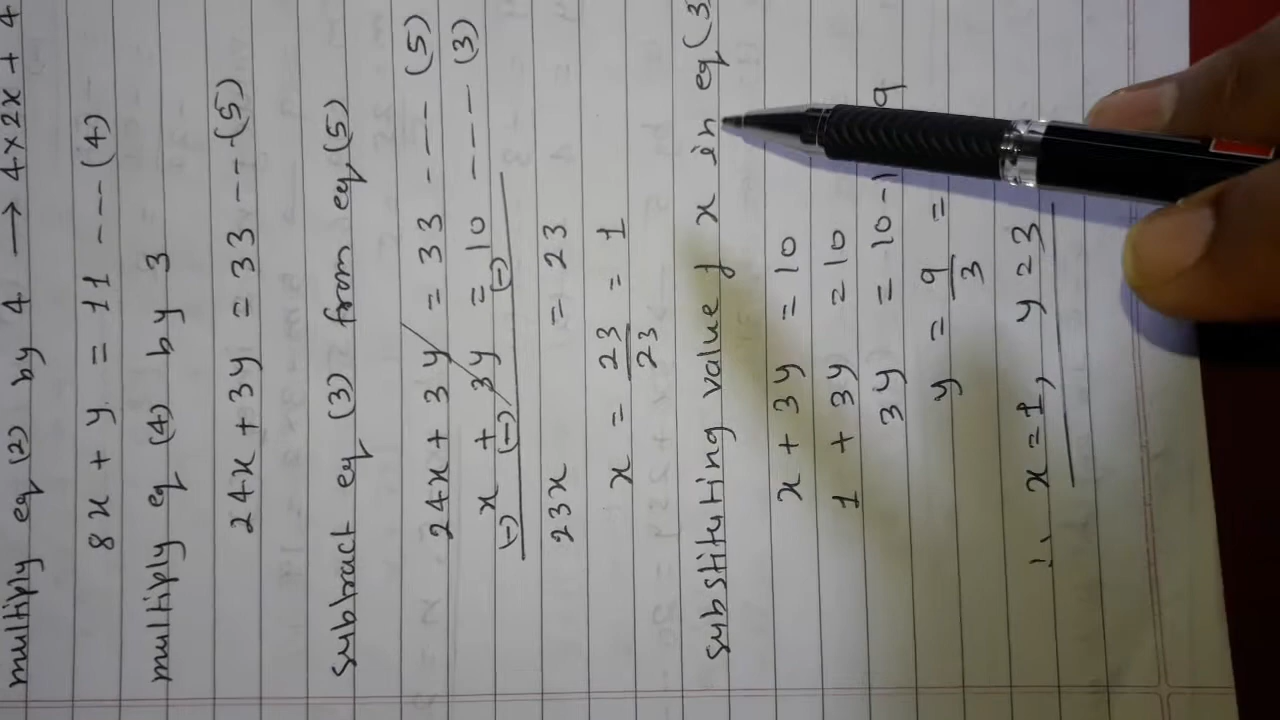 multiply eq (2) by 4 → 4×2x + 4
8x + y = 11 --- (4)
multiply eq (4) by 3
24x + 3y = 33 --- (5)
subtract eq (3) from eq (5)
24x + 3y = 33 --- (5)
x + 3y = 10 ---- (3)
(-) (-) (-)
23x = 23
x = 23/23 = 1
substituting value of x in eq (3
x + 3y = 10
1 + 3y = 10
3y = 10 - 1 9
y = 9/3 =
∴ x = 1, y = 3